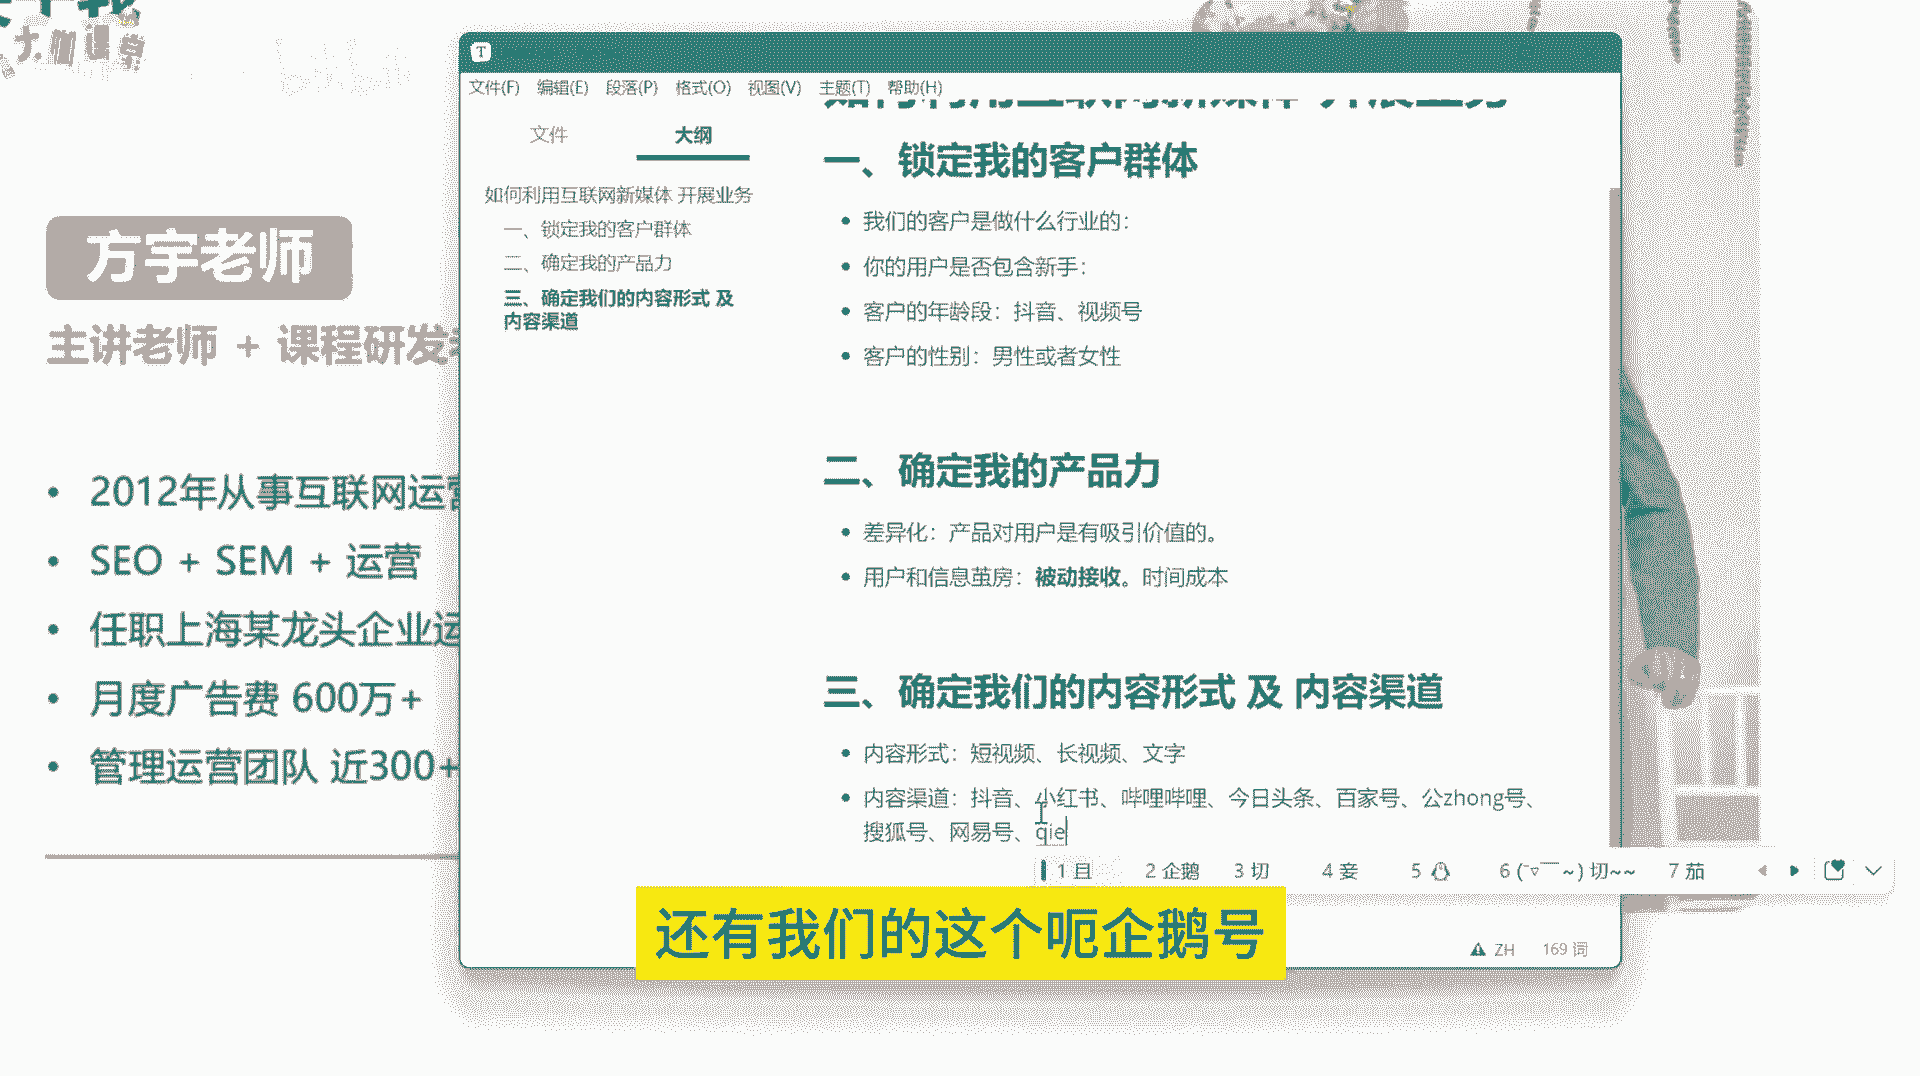 大咖课堂
bilibili
方宇老师
主讲老师 + 课程研发
2012年从事互联网运营
SEO + SEM + 运营
任职上海某龙头企业运
月度广告费 600万+
管理运营团队 近300+
T
文件(F) 编辑(E) 段落(P) 格式(O) 视图(V) 主题(T) 帮助(H)
文件 大纲
如何利用互联网新媒体 开展业务
一、锁定我的客户群体
二、确定我的产品力
三、确定我们的内容形式 及
内容渠道
如何利用互联网新媒体 开展业务
一、锁定我的客户群体
我们的客户是做什么行业的：
你的用户是否包含新手：
客户的年龄段：抖音、视频号
客户的性别：男性或者女性
二、确定我的产品力
差异化：产品对用户是有吸引价值的。
用户和信息茧房：被动接收。时间成本
三、确定我们的内容形式 及 内容渠道
内容形式：短视频、长视频、文字
内容渠道：抖音、小红书、哔哩哔哩、今日头条、百家号、公zhong号、
搜狐号、网易号、qie
1 且 2 企鹅 3 切 4 妾 5 6 (￣▽￣～) 切~~ 7 茄
还有我们的这个呃企鹅号
ZH 169 词